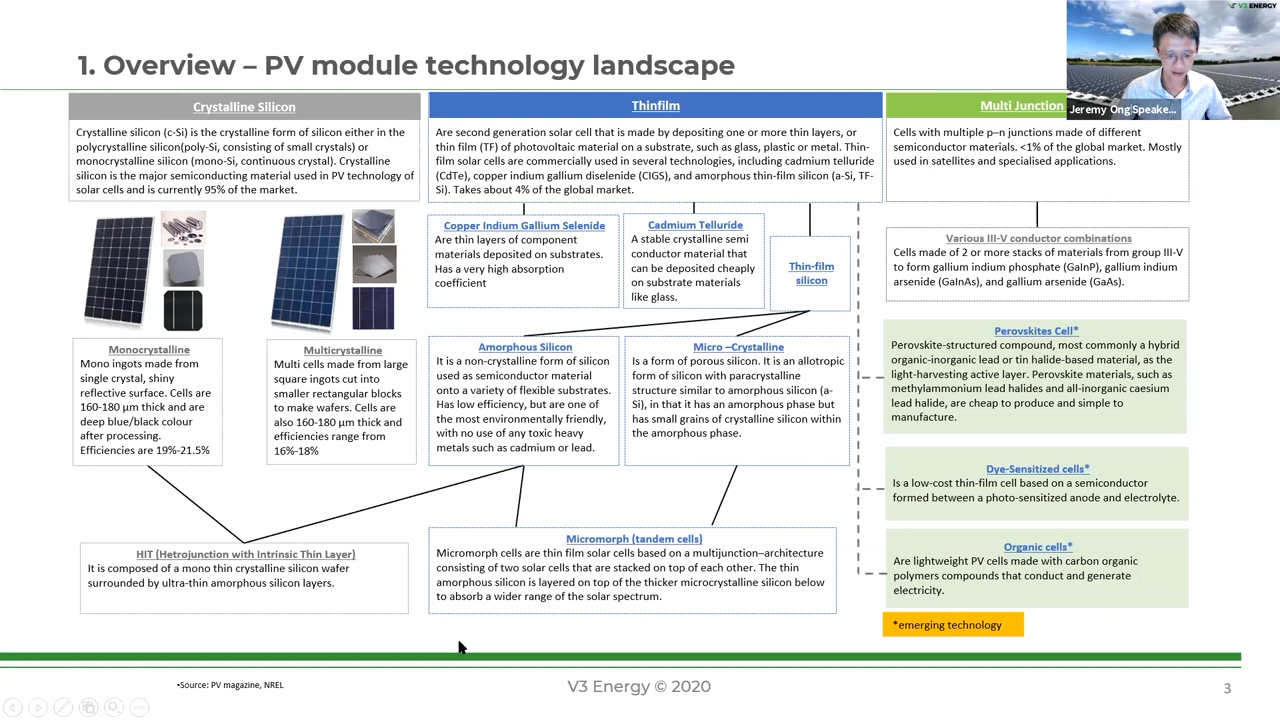 V3 ENERGY
1. Overview – PV module technology landscape
Jeremy Ong Speake...
Crystalline Silicon
Crystalline silicon (c-Si) is the crystalline form of silicon either in the
polycrystalline silicon(poly-Si, consisting of small crystals) or
monocrystalline silicon (mono-Si, continuous crystal). Crystalline
silicon is the major semiconducting material used in PV technology of
solar cells and is currently 95% of the market.
Monocrystalline
Mono ingots made from
single crystal, shiny
reflective surface. Cells are
160-180 µm thick and are
deep blue/black colour
after processing.
Efficiencies are 19%-21.5%
Multicrystalline
Multi cells made from large
square ingots cut into
smaller rectangular blocks
to make wafers. Cells are
also 160-180 µm thick and
efficiencies range from
16%-18%
HIT (Hetrojunction with Intrinsic Thin Layer)
It is composed of a mono thin crystalline silicon wafer
surrounded by ultra-thin amorphous silicon layers.
Thinfilm
Are second generation solar cell that is made by depositing one or more thin layers, or
thin film (TF) of photovoltaic material on a substrate, such as glass, plastic or metal. Thin-
film solar cells are commercially used in several technologies, including cadmium telluride
(CdTe), copper indium gallium diselenide (CIGS), and amorphous thin-film silicon (a-Si, TF-
Si). Takes about 4% of the global market.
Copper Indium Gallium Selenide
Are thin layers of component
materials deposited on substrates.
Has a very high absorption
coefficient
Cadmium Telluride
A stable crystalline semi
conductor material that
can be deposited cheaply
on substrate materials
like glass.
Thin-film
silicon
Amorphous Silicon
It is a non-crystalline form of silicon
used as semiconductor material
onto a variety of flexible substrates.
Has low efficiency, but are one of
the most environmentally friendly,
with no use of any toxic heavy
metals such as cadmium or lead.
Micro –Crystalline
Is a form of porous silicon. It is an allotropic
form of silicon with paracrystalline
structure similar to amorphous silicon (a-
Si), in that it has an amorphous phase but
has small grains of crystalline silicon within
the amorphous phase.
Micromorph (tandem cells)
Micromorph cells are thin film solar cells based on a multijunction–architecture
consisting of two solar cells that are stacked on top of each other. The thin
amorphous silicon is layered on top of the thicker microcrystalline silicon below
to absorb a wider range of the solar spectrum.
Multi Junction
Cells with multiple p–n junctions made of different
semiconductor materials. <1% of the global market. Mostly
used in satellites and specialised applications.
Various III-V conductor combinations
Cells made of 2 or more stacks of materials from group III-V
to form gallium indium phosphate (GaInP), gallium indium
arsenide (GaInAs), and gallium arsenide (GaAs).
Perovskites Cell*
Perovskite-structured compound, most commonly a hybrid
organic-inorganic lead or tin halide-based material, as the
light-harvesting active layer. Perovskite materials, such as
methylammonium lead halides and all-inorganic caesium
lead halide, are cheap to produce and simple to
manufacture.
Dye-Sensitized cells*
Is a low-cost thin-film cell based on a semiconductor
formed between a photo-sensitized anode and electrolyte.
Organic cells*
Are lightweight PV cells made with carbon organic
polymers compounds that conduct and generate
electricity.
*emerging technology
•Source: PV magazine, NREL
V3 Energy © 2020
3